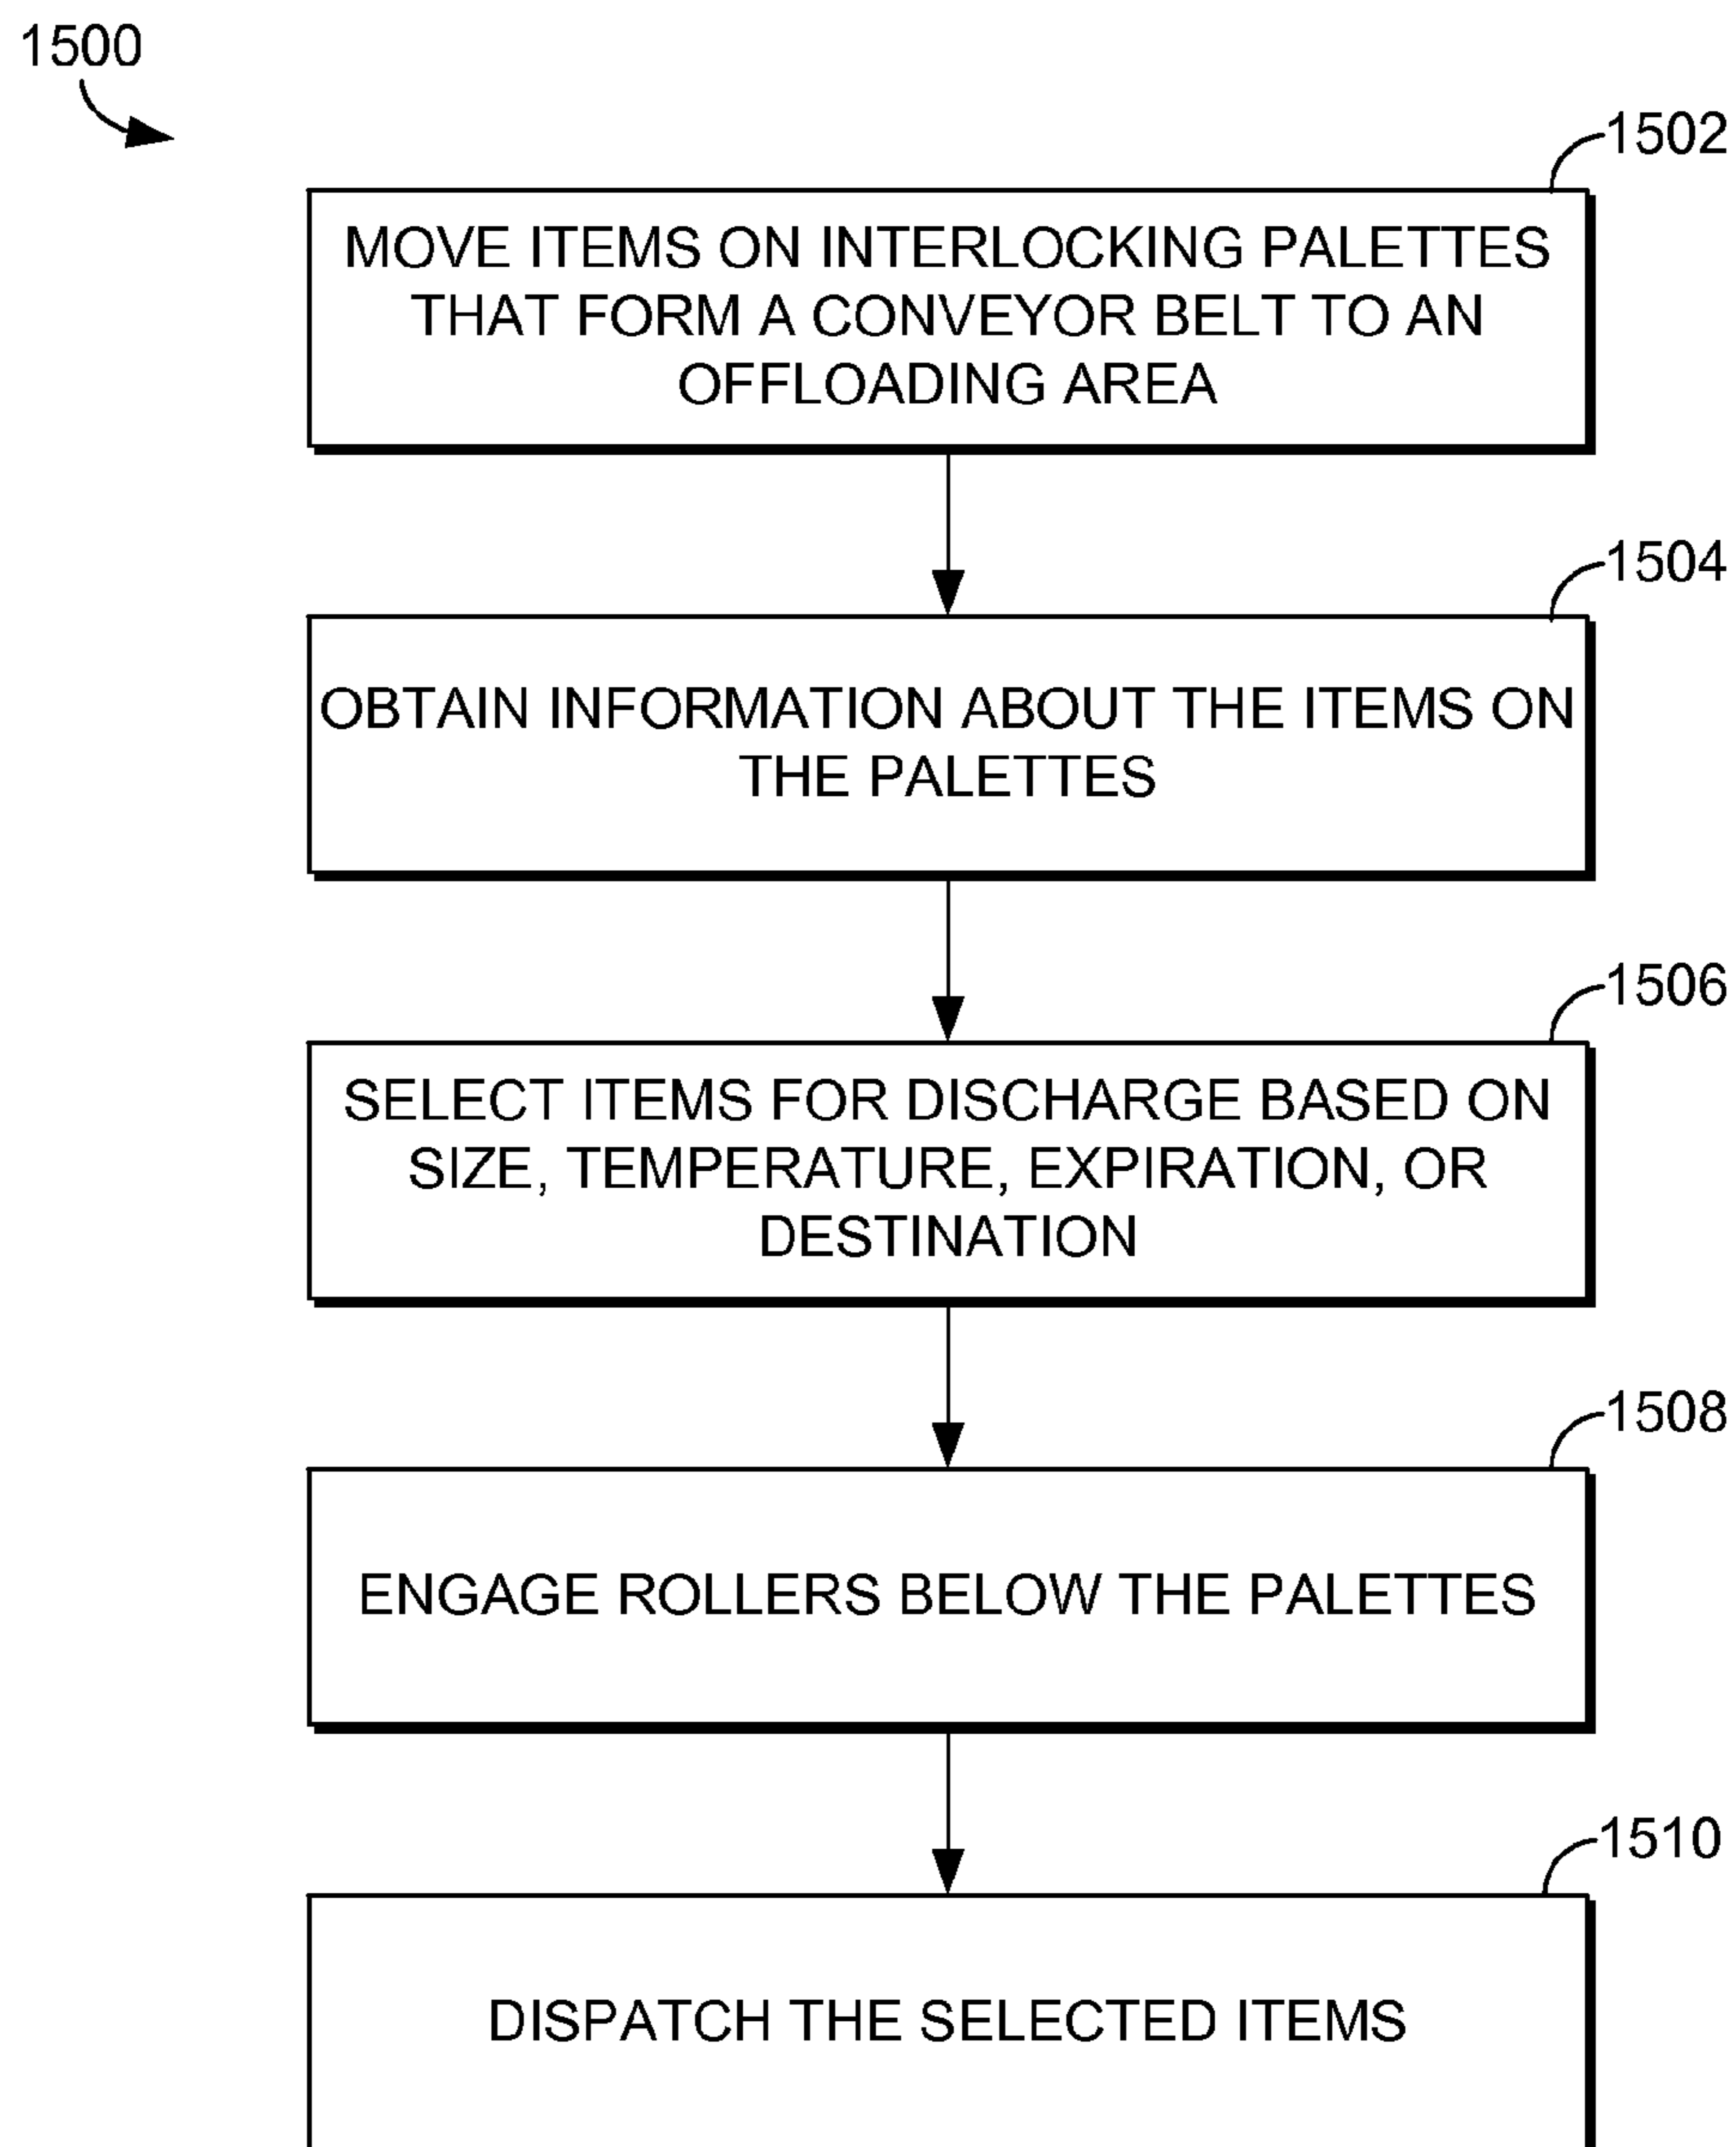 1500
1502
MOVE ITEMS ON INTERLOCKING PALETTES
THAT FORM A CONVEYOR BELT TO AN
OFFLOADING AREA
1504
OBTAIN INFORMATION ABOUT THE ITEMS ON
THE PALETTES
1506
SELECT ITEMS FOR DISCHARGE BASED ON
SIZE, TEMPERATURE, EXPIRATION, OR
DESTINATION
1508
ENGAGE ROLLERS BELOW THE PALETTES
1510
DISPATCH THE SELECTED ITEMS